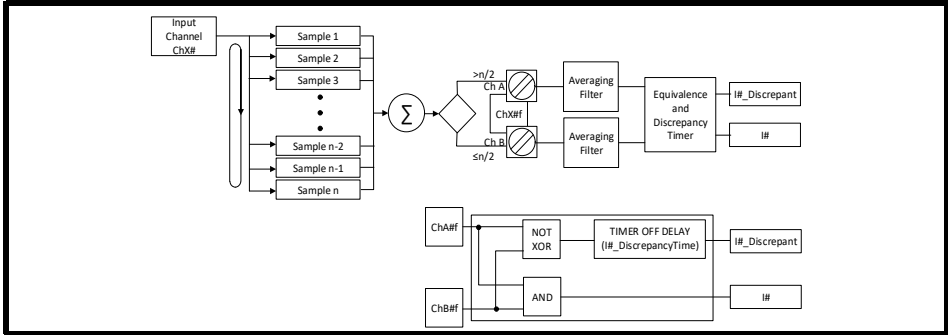 Input
Channel
ChX#
Sample 1
Sample 2
Sample 3
Sample n-2
Sample n-1
Sample n
∑
>n/2
Ch A
ChX#f
Ch B
≤n/2
Averaging
Filter
Averaging
Filter
Equivalence
and
Discrepancy
Timer
I#_Discrepant
I#
ChA#f
ChB#f
NOT
XOR
AND
TIMER OFF DELAY
(I#_DiscrepancyTime)
I#_Discrepant
I#